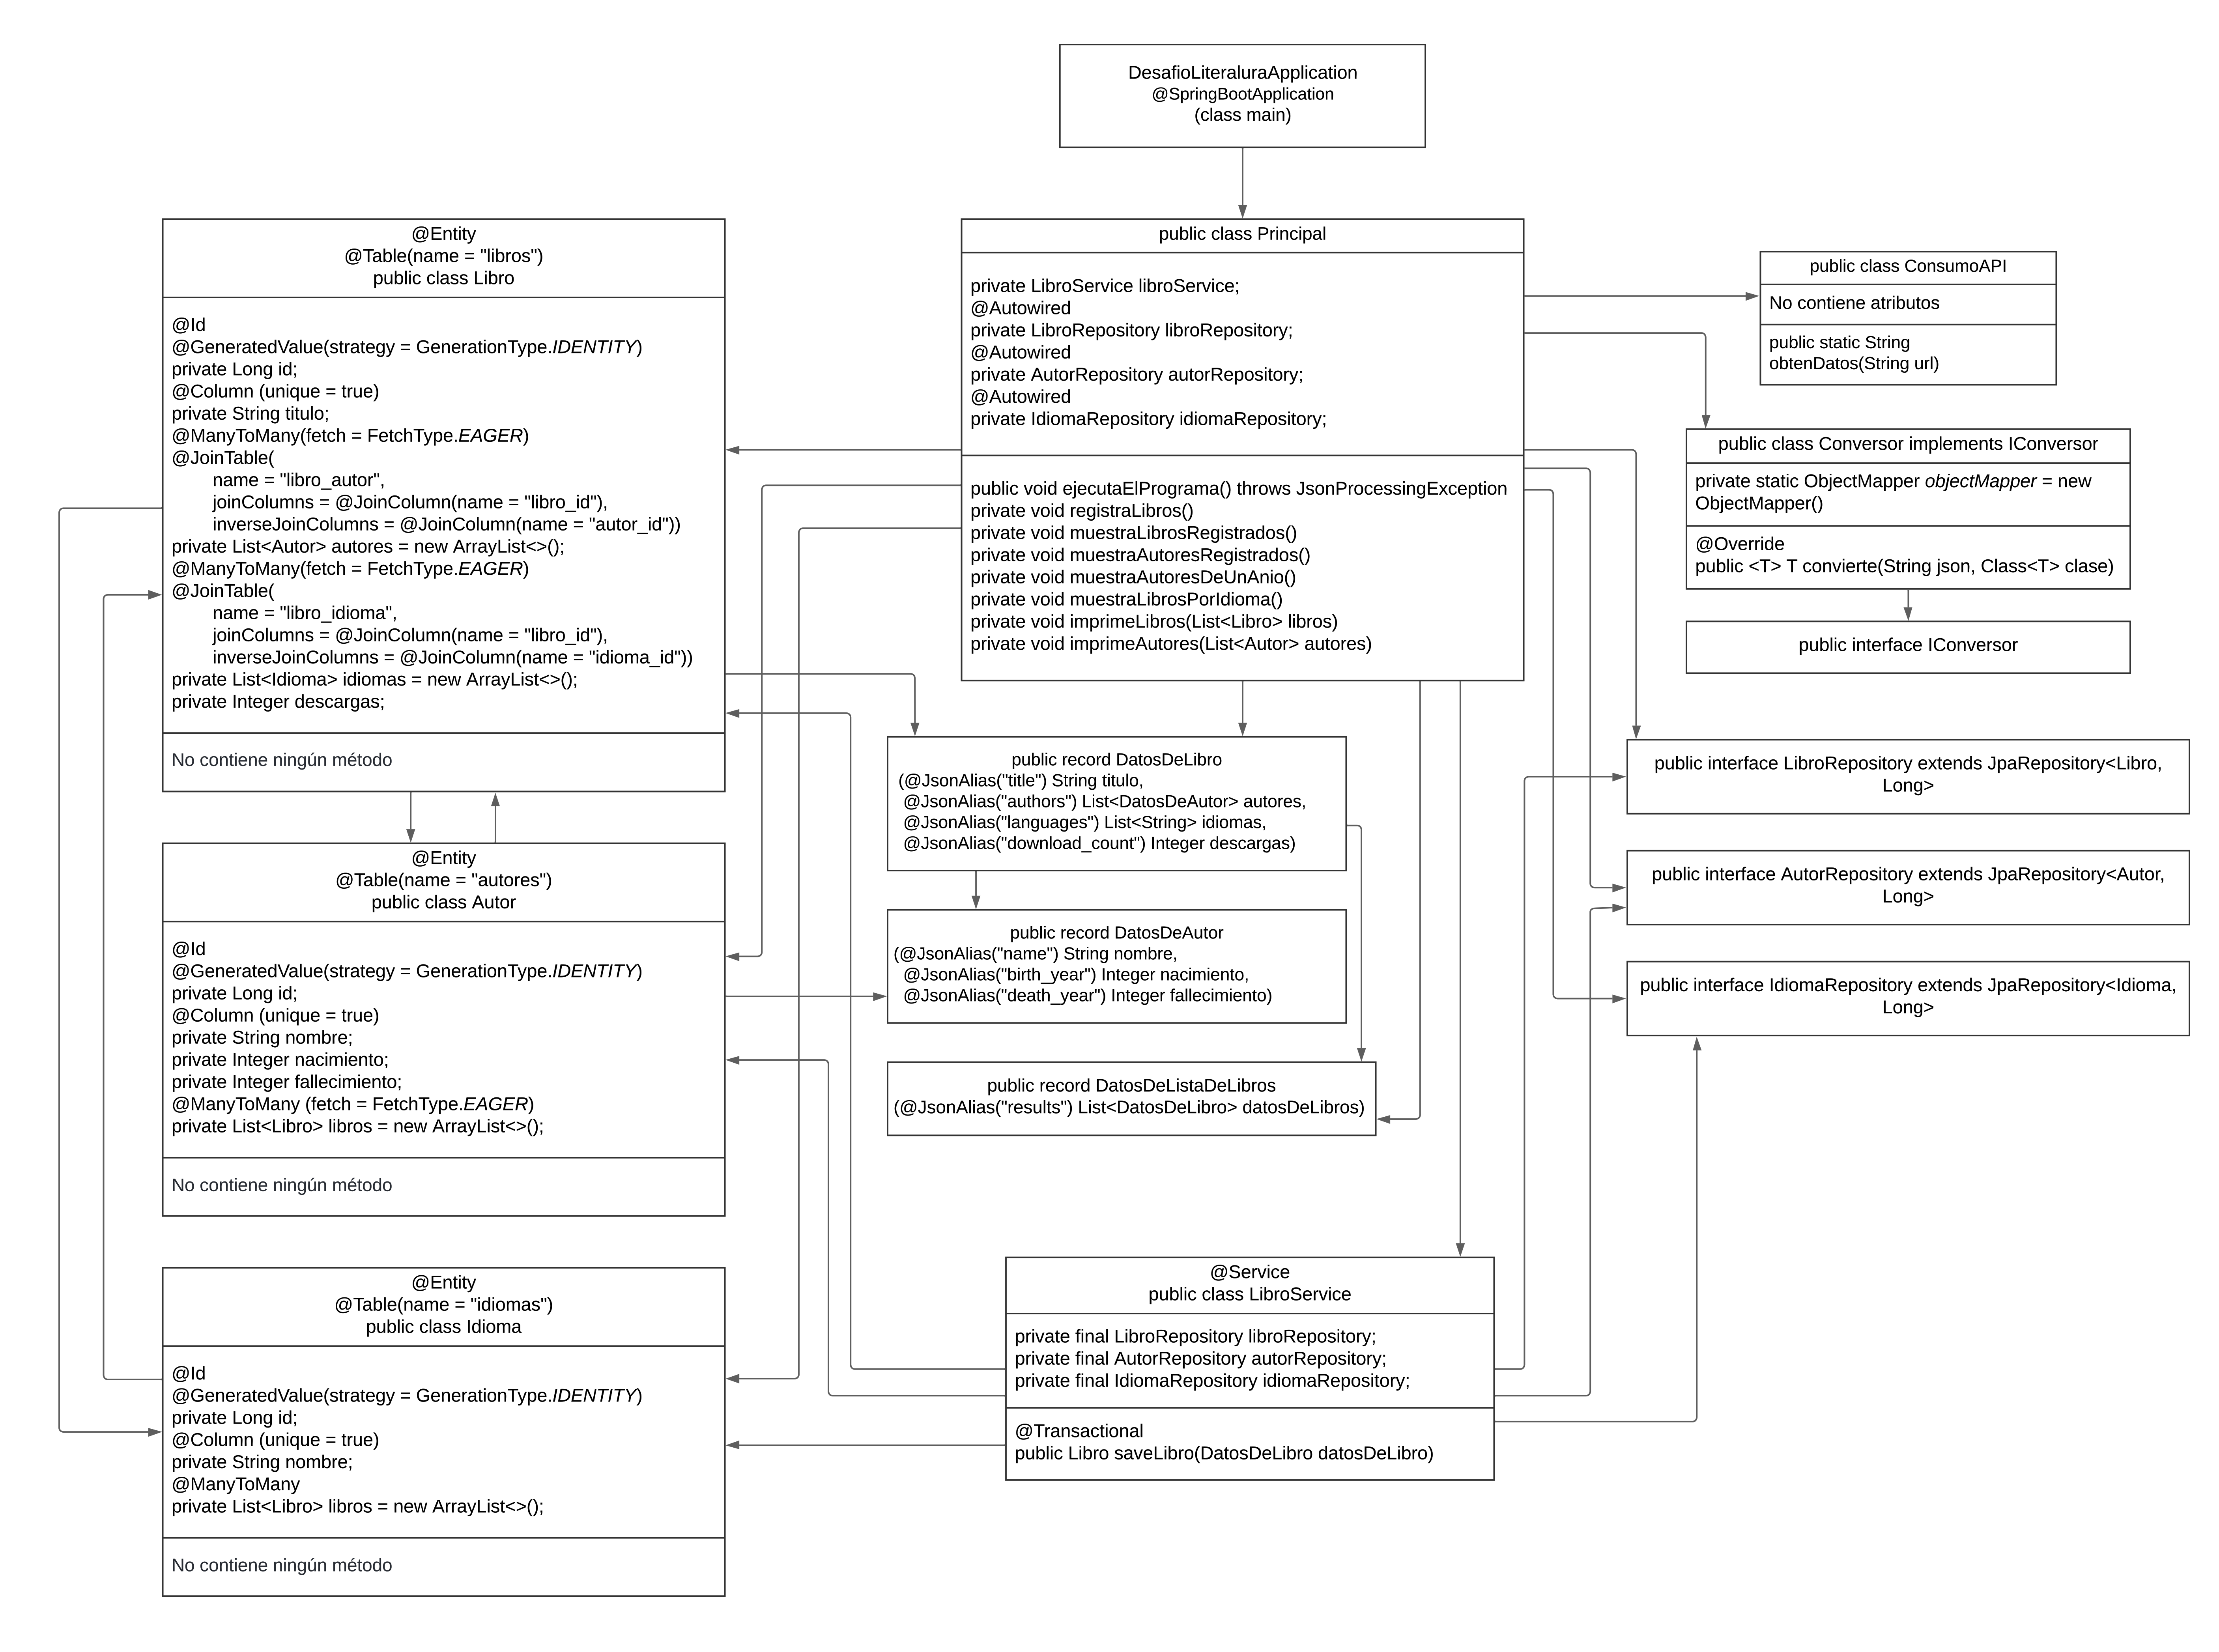 DesafioLiteraluraApplication
@SpringBootApplication
(class main)
@Entity
@Table(name = "libros")
public class Libro
@Id
@GeneratedValue(strategy = GenerationType.IDENTITY)
private Long id;
@Column (unique = true)
private String titulo;
@ManyToMany(fetch = FetchType.EAGER)
@JoinTable(
name = "libro_autor",
joinColumns = @JoinColumn(name = "libro_id"),
inverseJoinColumns = @JoinColumn(name = "autor_id"))
private List<Autor> autores = new ArrayList<>();
@ManyToMany(fetch = FetchType.EAGER)
@JoinTable(
name = "libro_idioma",
joinColumns = @JoinColumn(name = "libro_id"),
inverseJoinColumns = @JoinColumn(name = "idioma_id"))
private List<Idioma> idiomas = new ArrayList<>();
private Integer descargas;
No contiene ningún método
public class Principal
private LibroService libroService;
@Autowired
private LibroRepository libroRepository;
@Autowired
private AutorRepository autorRepository;
@Autowired
private IdiomaRepository idiomaRepository;
public void ejecutaElPrograma() throws JsonProcessingException
private void registraLibros()
private void muestraLibrosRegistrados()
private void muestraAutoresRegistrados()
private void muestraAutoresDeUnAnio()
private void muestraLibrosPorIdioma()
private void imprimeLibros(List<Libro> libros)
private void imprimeAutores(List<Autor> autores)
public class ConsumoAPI
No contiene atributos
public static String
obtenDatos(String url)
public class Conversor implements IConversor
private static ObjectMapper objectMapper = new
ObjectMapper()
@Override
public <T> T convierte(String json, Class<T> clase)
public interface IConversor
public record DatosDeLibro
(@JsonAlias("title") String titulo,
@JsonAlias("authors") List<DatosDeAutor> autores,
@JsonAlias("languages") List<String> idiomas,
@JsonAlias("download_count") Integer descargas)
public interface LibroRepository extends JpaRepository<Libro,
Long>
@Entity
@Table(name = "autores")
public class Autor
@Id
@GeneratedValue(strategy = GenerationType.IDENTITY)
private Long id;
@Column (unique = true)
private String nombre;
private Integer nacimiento;
private Integer fallecimiento;
@ManyToMany (fetch = FetchType.EAGER)
private List<Libro> libros = new ArrayList<>();
No contiene ningún método
public record DatosDeAutor
(@JsonAlias("name") String nombre,
@JsonAlias("birth_year") Integer nacimiento,
@JsonAlias("death_year") Integer fallecimiento)
public interface AutorRepository extends JpaRepository<Autor,
Long>
public interface IdiomaRepository extends JpaRepository<Idioma,
Long>
public record DatosDeListaDeLibros
(@JsonAlias("results") List<DatosDeLibro> datosDeLibros)
@Entity
@Table(name = "idiomas")
public class Idioma
@Id
@GeneratedValue(strategy = GenerationType.IDENTITY)
private Long id;
@Column (unique = true)
private String nombre;
@ManyToMany
private List<Libro> libros = new ArrayList<>();
No contiene ningún método
@Service
public class LibroService
private final LibroRepository libroRepository;
private final AutorRepository autorRepository;
private final IdiomaRepository idiomaRepository;
@Transactional
public Libro saveLibro(DatosDeLibro datosDeLibro)